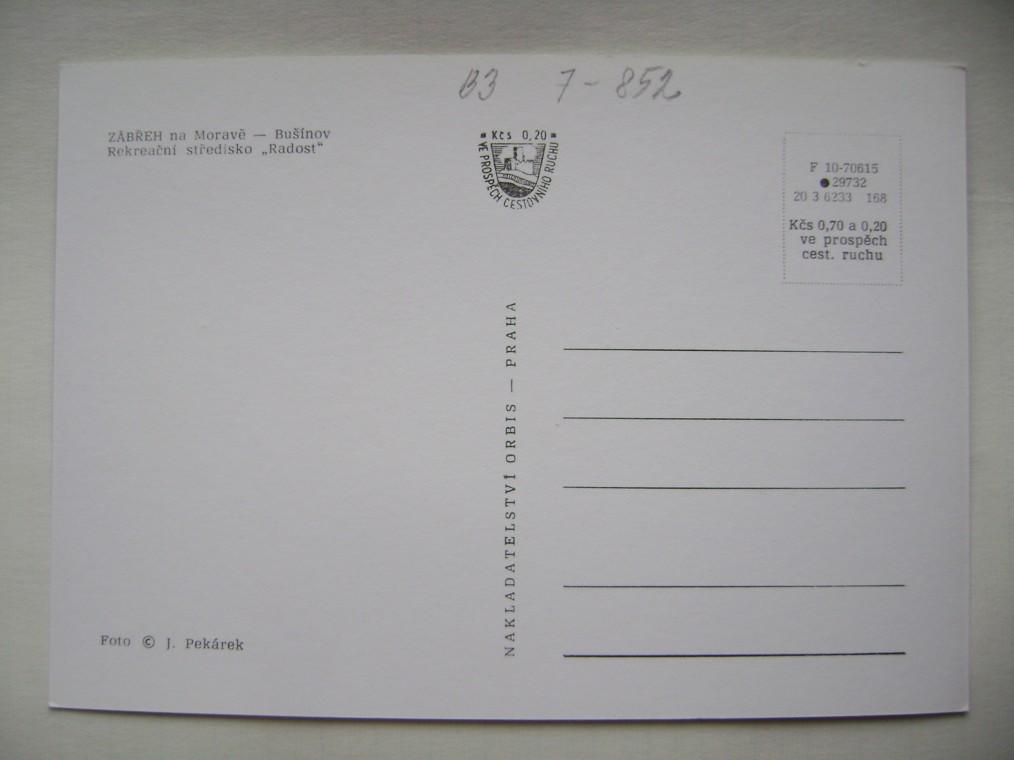 B3 7-852
ZÁBŘEH na Moravě — Bušínov
Rekreační středisko „Radost“
Kčs 0,20
VE PROSPĚCH CESTOVNÍHO RUCHU
F 10-70615
29732
20 3 6233 168
Kčs 0,70 a 0,20
ve prospěch
cest. ruchu
NAKLADATELSTVÍ ORBIS — PRAHA
Foto © J. Pekárek